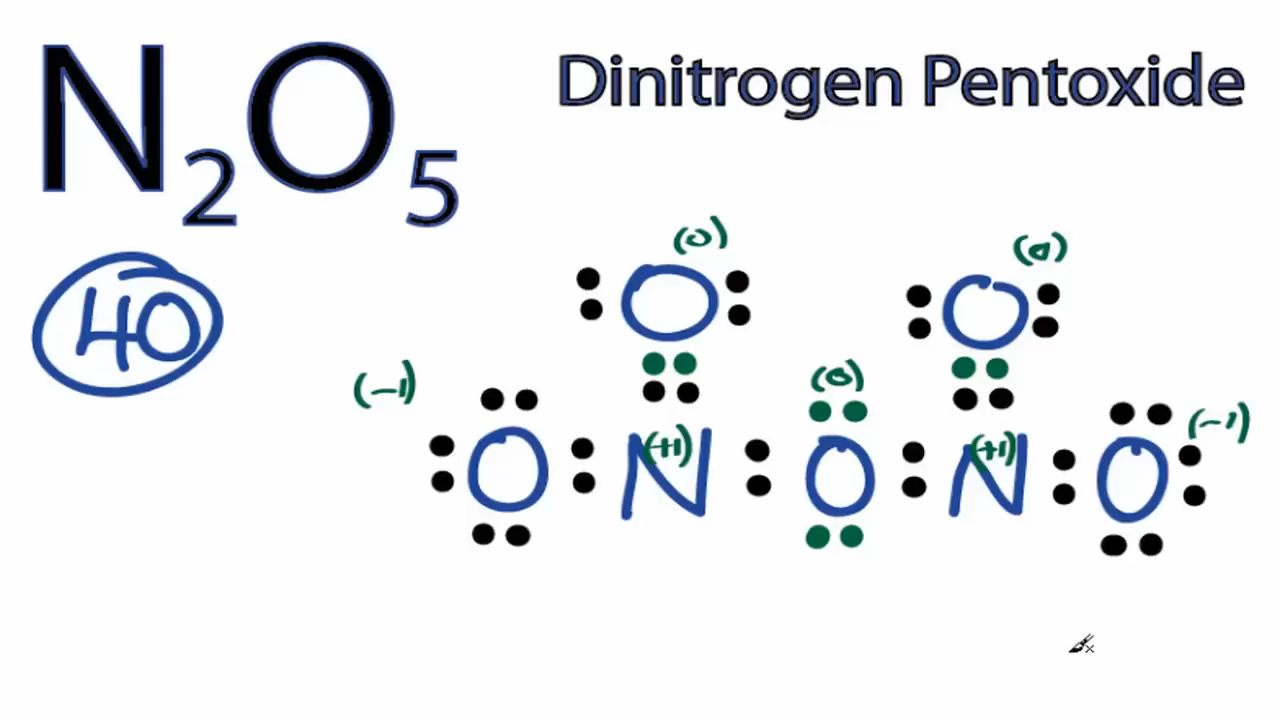 N2O5
Dinitrogen Pentoxide
40
(0) (0)
(-1) (0) (-1)
O O
O N (+1) O N (+1) O